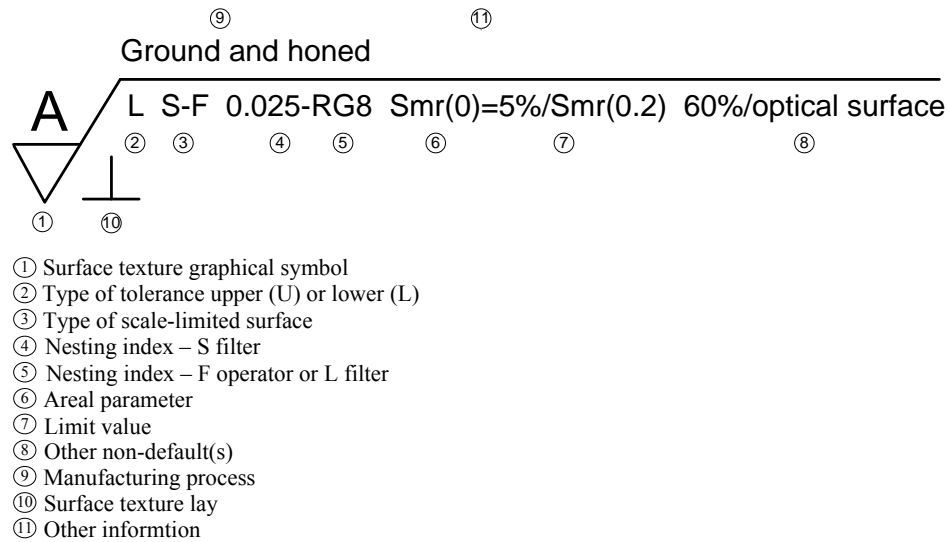 ⑨ ⑪
Ground and honed
A L S-F 0.025-RG8 Smr(0)=5%/Smr(0.2) 60%/optical surface
② ③ ④ ⑤ ⑥ ⑦ ⑧
① ⑩
① Surface texture graphical symbol
② Type of tolerance upper (U) or lower (L)
③ Type of scale-limited surface
④ Nesting index – S filter
⑤ Nesting index – F operator or L filter
⑥ Areal parameter
⑦ Limit value
⑧ Other non-default(s)
⑨ Manufacturing process
⑩ Surface texture lay
⑪ Other informtion